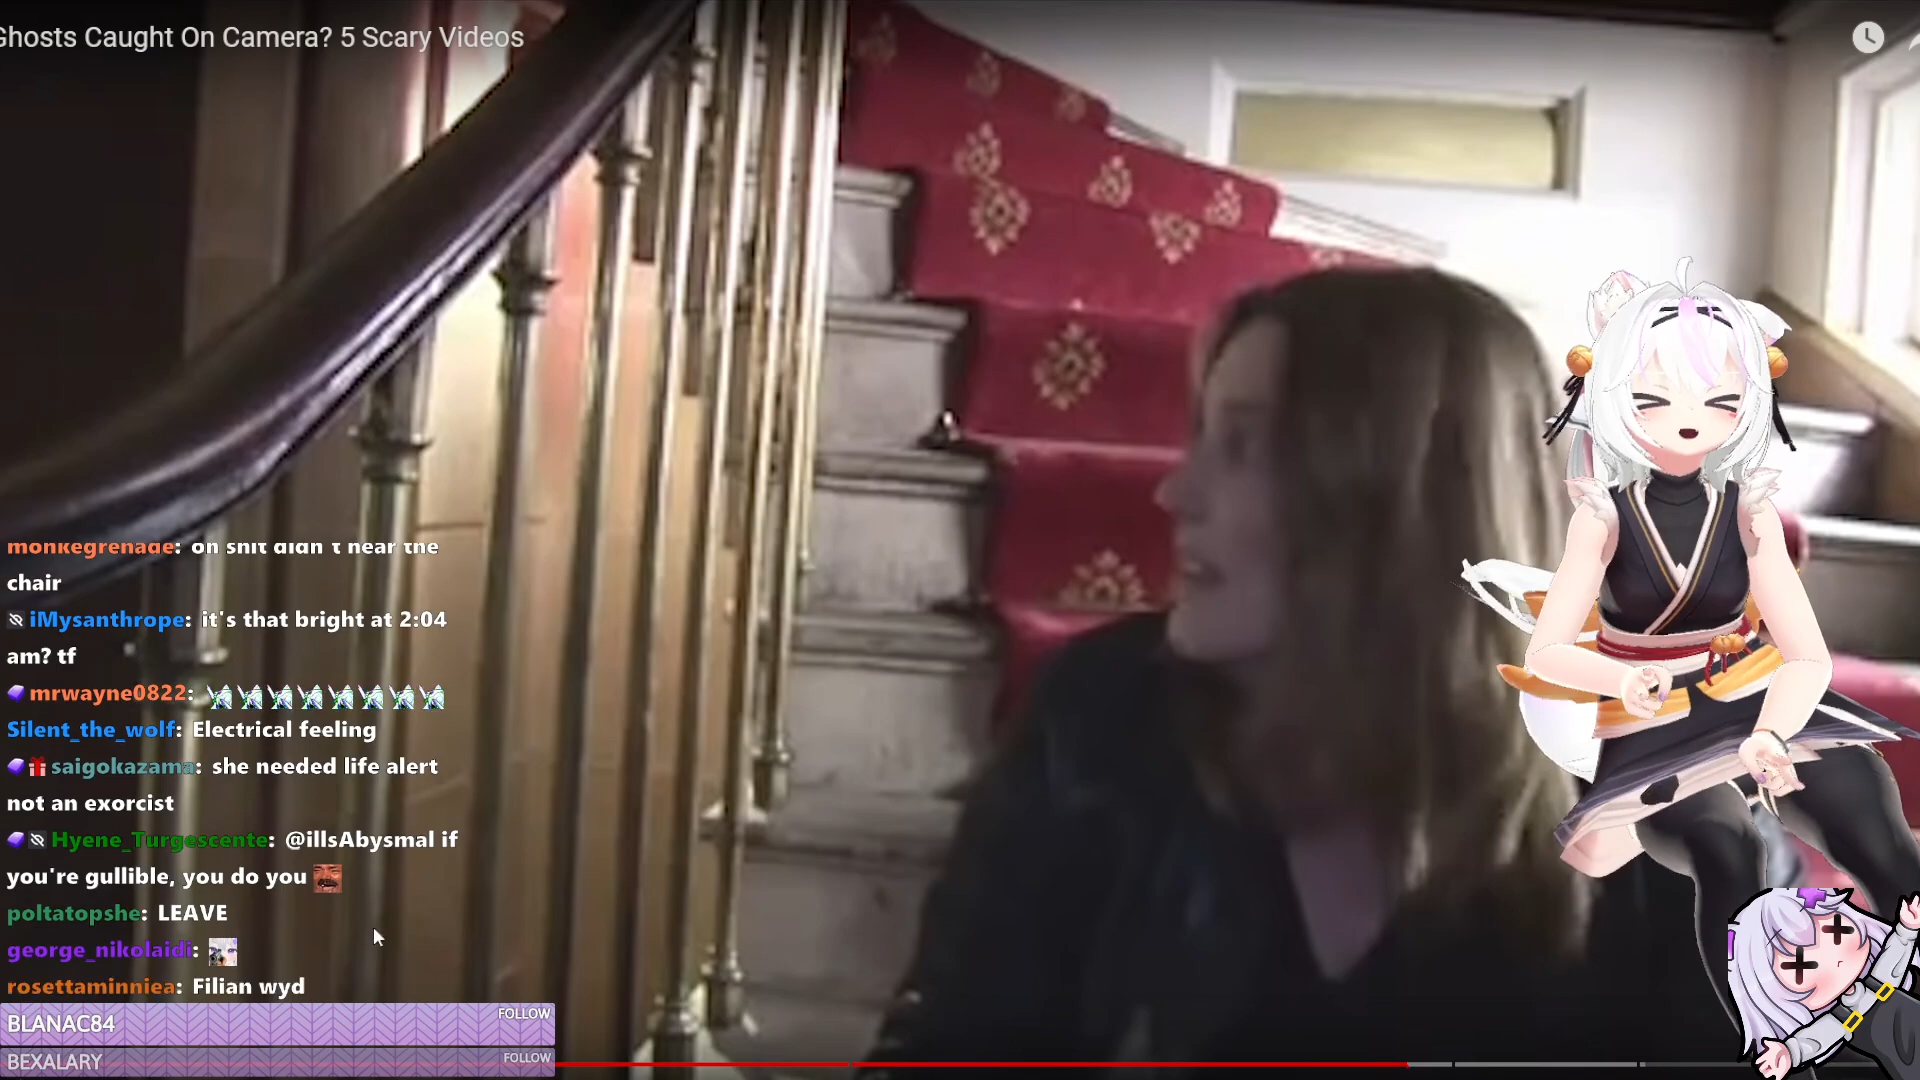 Ghosts Caught On Camera? 5 Scary Videos
monkegrenade: oh shit didn't hear the
chair
iMysanthrope: it's that bright at 2:04
am? tf
mrwayne0822:
Silent_the_wolf: Electrical feeling
saigokazama: she needed life alert
not an exorcist
Hyene_Turgescente: @illsAbysmal if
you're gullible, you do you
poltatopshe: LEAVE
george_nikolaidi:
rosettaminniea: Filian wyd
BLANAC84 FOLLOW
BEXALARY FOLLOW